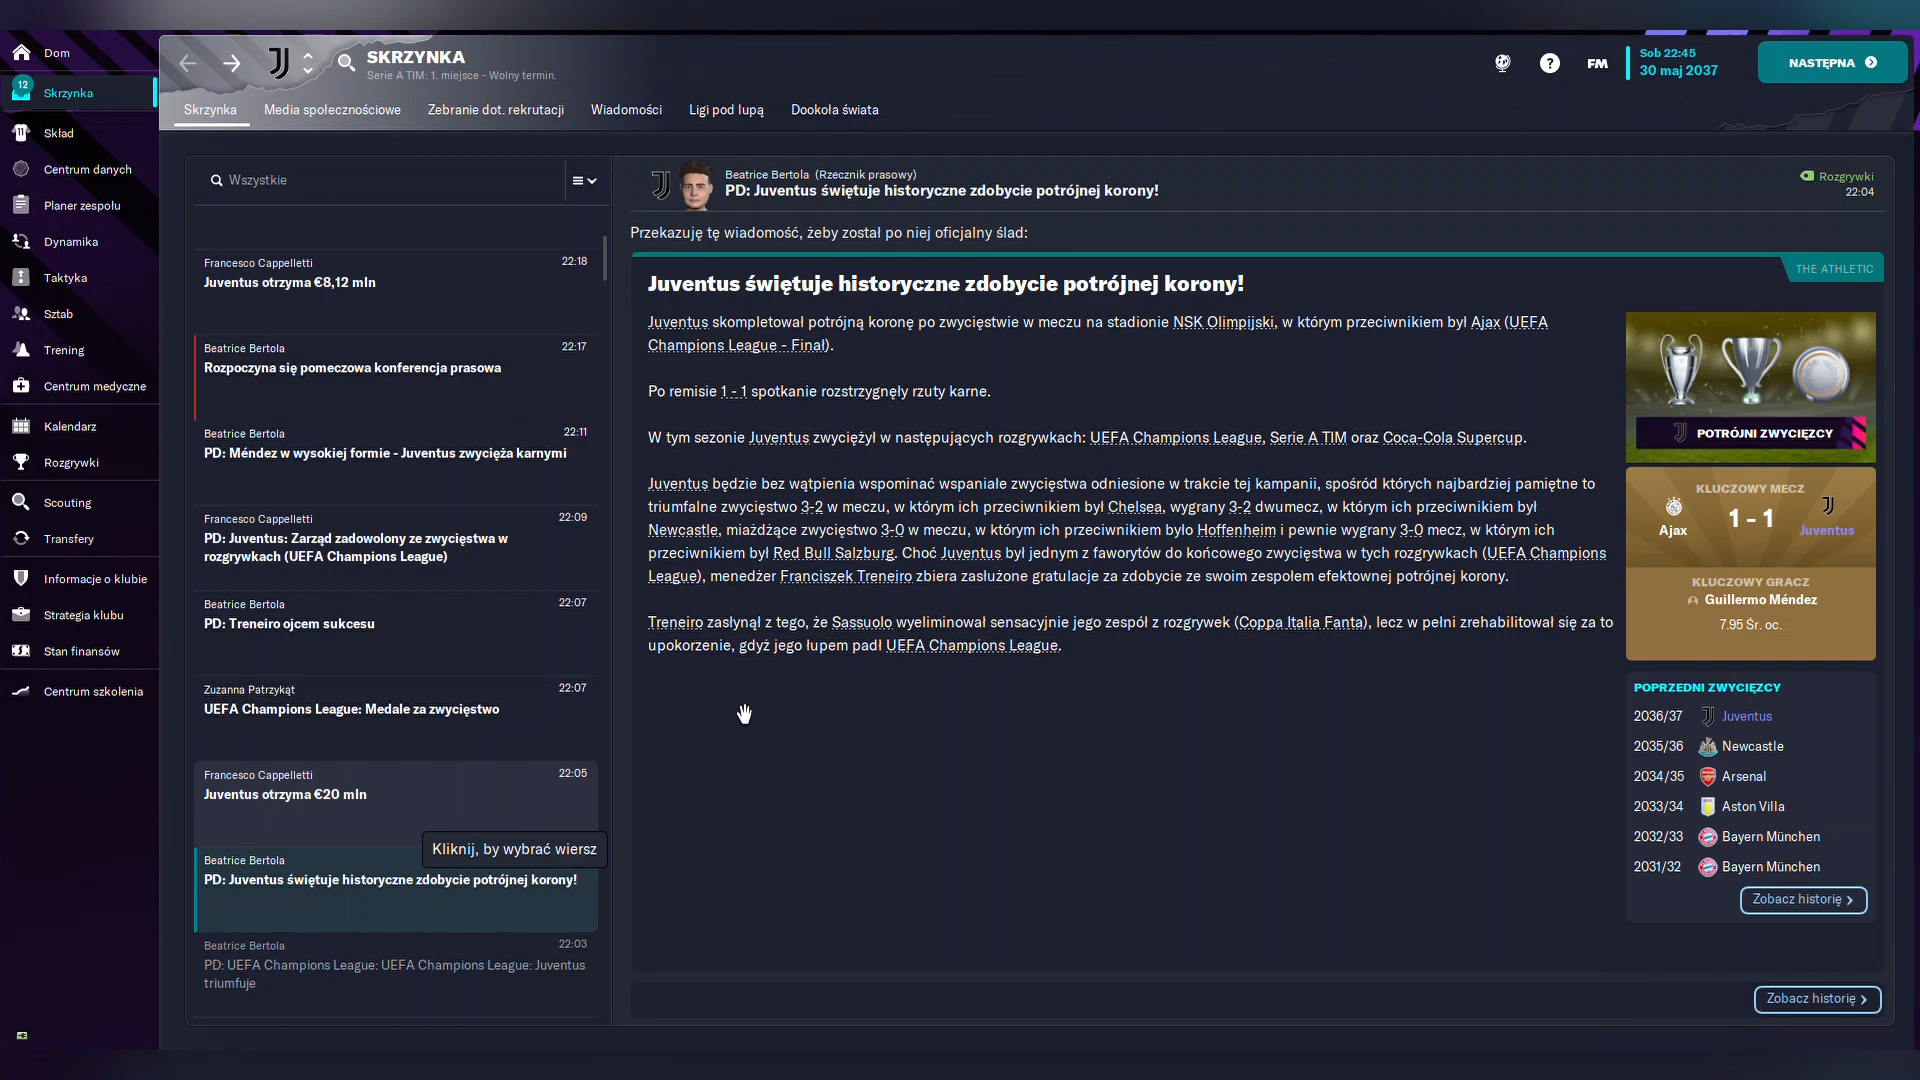 Dom
12
Skrzynka
Skład
Centrum danych
Planer zespołu
Dynamika
Taktyka
Sztab
Trening
Centrum medyczne
Kalendarz
Rozgrywki
Scouting
Transfery
Informacje o klubie
Strategia klubu
Stan finansów
Centrum szkolenia
SKRZYNKA
Serie A TIM: 1. miejsce - Wolny termin.
FM
Sob 22:45
30 maj 2037
NASTĘPNA
Skrzynka
Media społecznościowe
Zebranie dot. rekrutacji
Wiadomości
Ligi pod lupą
Dookoła świata
Wszystkie
Francesco Cappelletti 22:18
Juventus otrzyma €8,12 mln
Beatrice Bertola 22:17
Rozpoczyna się pomeczowa konferencja prasowa
Beatrice Bertola 22:11
PD: Méndez w wysokiej formie - Juventus zwycięża karnymi
Francesco Cappelletti 22:09
PD: Juventus: Zarząd zadowolony ze zwycięstwa w
rozgrywkach (UEFA Champions League)
Beatrice Bertola 22:07
PD: Treneiro ojcem sukcesu
Zuzanna Patrzykąt 22:07
UEFA Champions League: Medale za zwycięstwo
Francesco Cappelletti 22:05
Juventus otrzyma €20 mln
Kliknij, by wybrać wiersz
Beatrice Bertola
PD: Juventus świętuje historyczne zdobycie potrójnej korony!
Beatrice Bertola 22:03
PD: UEFA Champions League: UEFA Champions League: Juventus
triumfuje
Beatrice Bertola (Rzecznik prasowy)
PD: Juventus świętuje historyczne zdobycie potrójnej korony!
Rozgrywki
22:04
Przekazuję tę wiadomość, żeby został po niej oficjalny ślad:
THE ATHLETIC
Juventus świętuje historyczne zdobycie potrójnej korony!
Juventus skompletował potrójną koronę po zwycięstwie w meczu na stadionie NSK Olimpijski, w którym przeciwnikiem był Ajax (UEFA
Champions League - Finał).
Po remisie 1 - 1 spotkanie rozstrzygnęły rzuty karne.
W tym sezonie Juventus zwyciężył w następujących rozgrywkach: UEFA Champions League, Serie A TIM oraz Coca-Cola Supercup.
Juventus będzie bez wątpienia wspominać wspaniałe zwycięstwa odniesione w trakcie tej kampanii, spośród których najbardziej pamiętne to
triumfalne zwycięstwo 3-2 w meczu, w którym ich przeciwnikiem był Chelsea, wygrany 3-2 dwumecz, w którym ich przeciwnikiem był
Newcastle, miażdżące zwycięstwo 3-0 w meczu, w którym ich przeciwnikiem było Hoffenheim i pewnie wygrany 3-0 mecz, w którym ich
przeciwnikiem był Red Bull Salzburg. Choć Juventus był jednym z faworytów do końcowego zwycięstwa w tych rozgrywkach (UEFA Champions
League), menedżer Franciszek Treneiro zbiera zasłużone gratulacje za zdobycie ze swoim zespołem efektownej potrójnej korony.
Treneiro zasłynął z tego, że Sassuolo wyeliminował sensacyjnie jego zespół z rozgrywek (Coppa Italia Fanta), lecz w pełni zrehabilitował się za to
upokorzenie, gdyż jego łupem padł UEFA Champions League.
POTRÓJNI ZWYCIĘZCY
KLUCZOWY MECZ
Ajax 1 - 1 Juventus
KLUCZOWY GRACZ
Guillermo Méndez
7.95 Śr. oc.
POPRZEDNI ZWYCIĘZCY
2036/37 Juventus
2035/36 Newcastle
2034/35 Arsenal
2033/34 Aston Villa
2032/33 Bayern München
2031/32 Bayern München
Zobacz historię
Zobacz historię